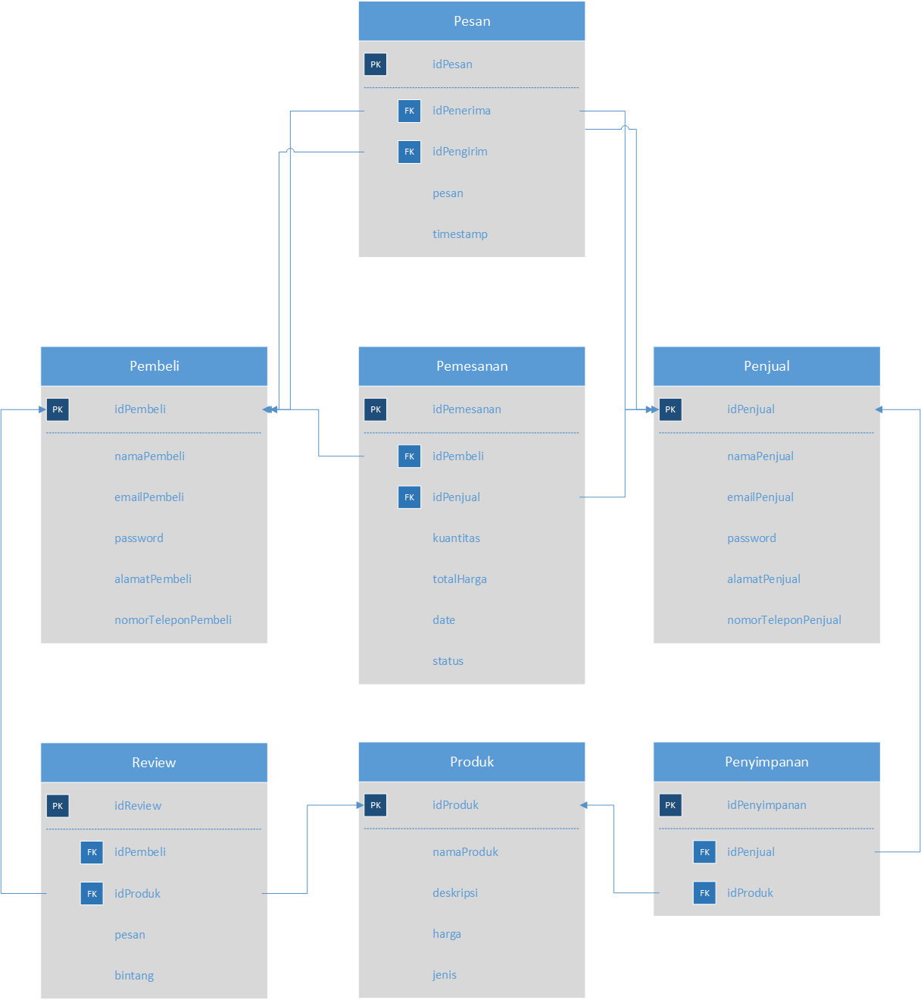 Pesan
PK idPesan
FK idPenerima
FK idPengirim
pesan
timestamp
Pembeli
PK idPembeli
namaPembeli
emailPembeli
password
alamatPembeli
nomorTeleponPembeli
Pemesanan
PK idPemesanan
FK idPembeli
FK idPenjual
kuantitas
totalHarga
date
status
Penjual
PK idPenjual
namaPenjual
emailPenjual
password
alamatPenjual
nomorTeleponPenjual
Review
PK idReview
FK idPembeli
FK idProduk
pesan
bintang
Produk
PK idProduk
namaProduk
deskripsi
harga
jenis
Penyimpanan
PK idPenyimpanan
FK idPenjual
FK idProduk